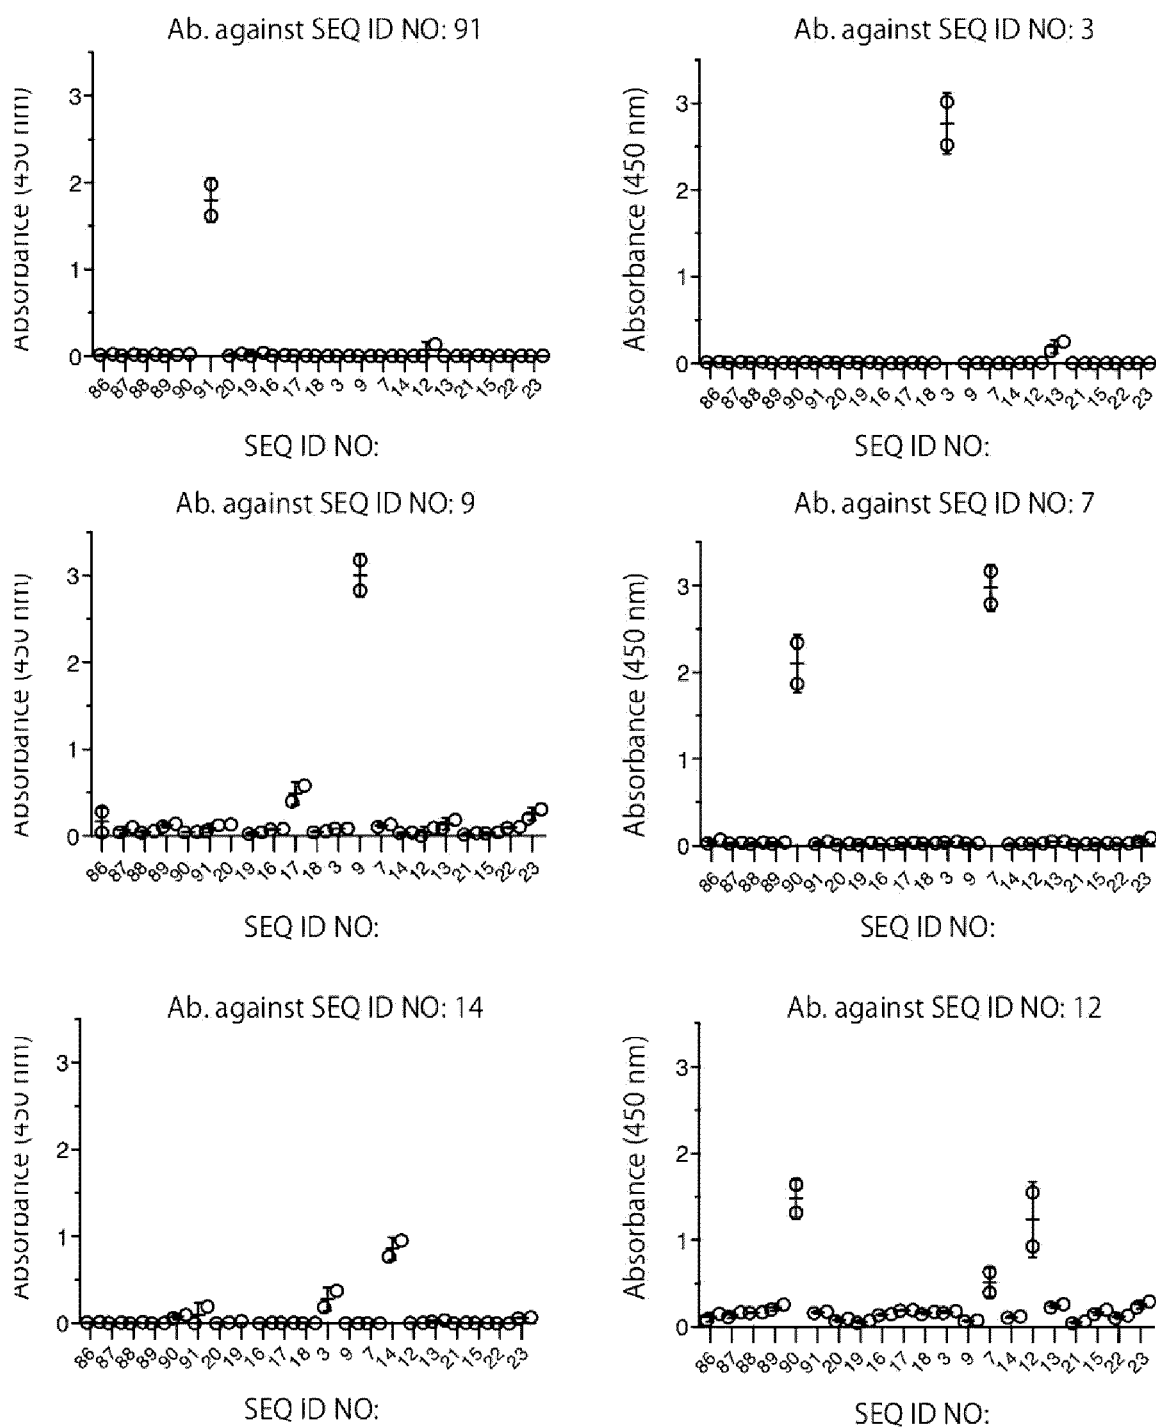 Ab. against SEQ ID NO: 91
Absorbance (450 nm)
3
2
1
0
86 87 88 89 90 91 20 19 16 17 18 3 9 7 14 12 13 21 15 22 23
SEQ ID NO:
Ab. against SEQ ID NO: 3
Absorbance (450 nm)
3
2
1
0
86 87 88 89 90 91 20 19 16 17 18 3 9 7 14 12 13 21 15 22 23
SEQ ID NO:
Ab. against SEQ ID NO: 9
Absorbance (450 nm)
3
2
1
0
86 87 88 89 90 91 20 19 16 17 18 3 9 7 14 12 13 21 15 22 23
SEQ ID NO:
Ab. against SEQ ID NO: 7
Absorbance (450 nm)
3
2
1
0
86 87 88 89 90 91 20 19 16 17 18 3 9 7 14 12 13 21 15 22 23
SEQ ID NO:
Ab. against SEQ ID NO: 14
Absorbance (450 nm)
3
2
1
0
86 87 88 89 90 91 20 19 16 17 18 3 9 7 14 12 13 21 15 22 23
SEQ ID NO:
Ab. against SEQ ID NO: 12
Absorbance (450 nm)
3
2
1
0
86 87 88 89 90 91 20 19 16 17 18 3 9 7 14 12 13 21 15 22 23
SEQ ID NO: